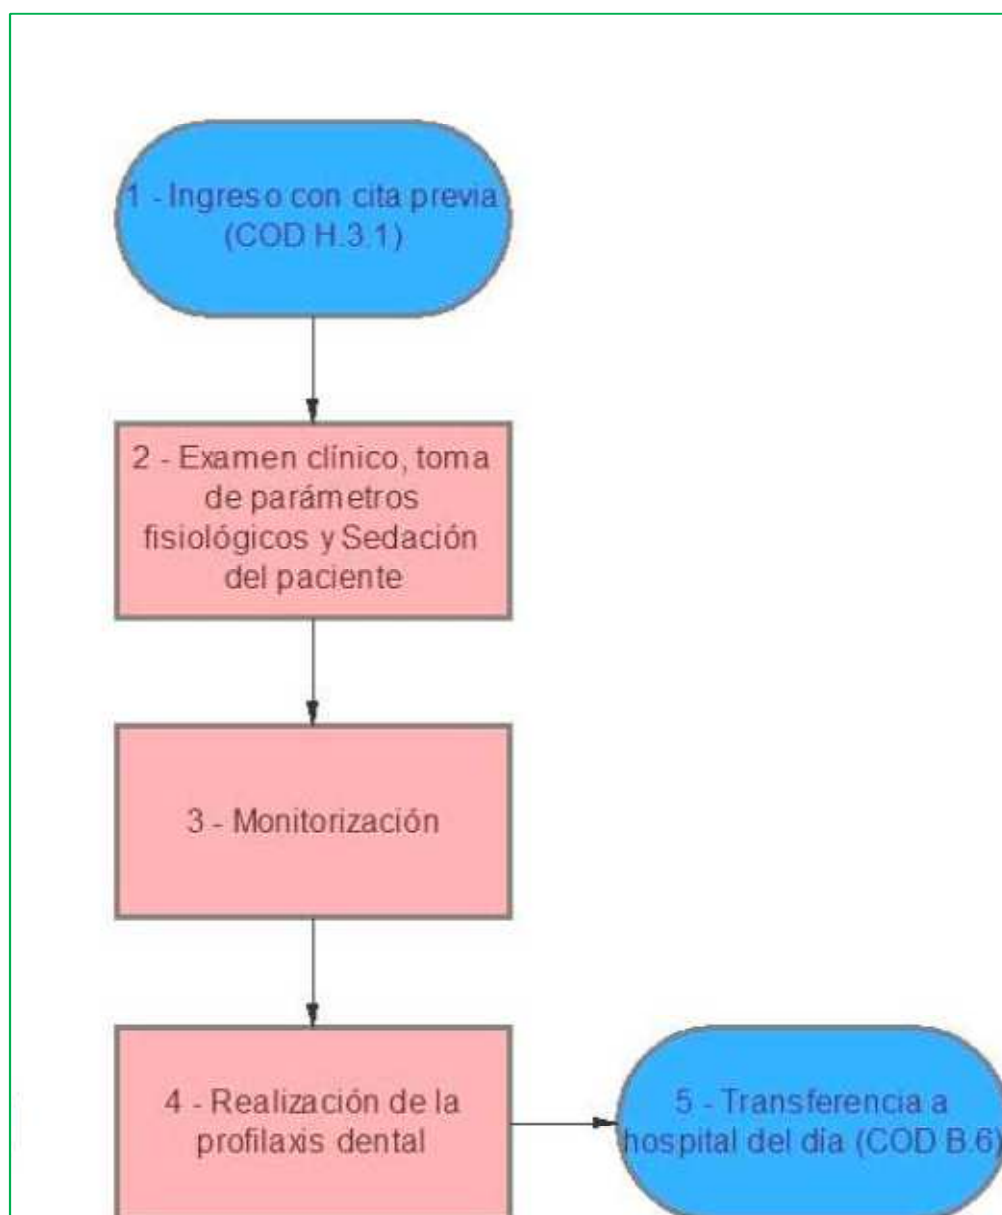 1 - Ingreso con cita previa
(COD H.3.1)
2 - Examen clínico, toma
de parámetros
fisiológicos y Sedación
del paciente
3 - Monitorización
4 - Realización de la
profilaxis dental
5 - Transferencia a
hospital del día (COD B.6)